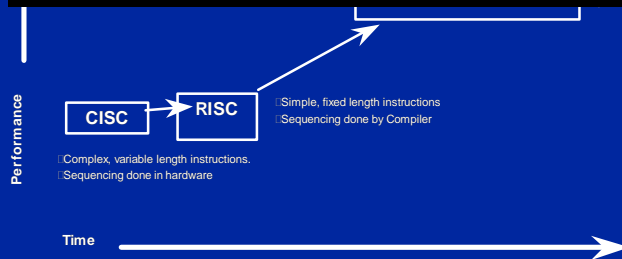 Performance
CISC
RISC
Simple, fixed length instructions
Sequencing done by Compiler
Complex, variable length instructions.
Sequencing done in hardware
Time